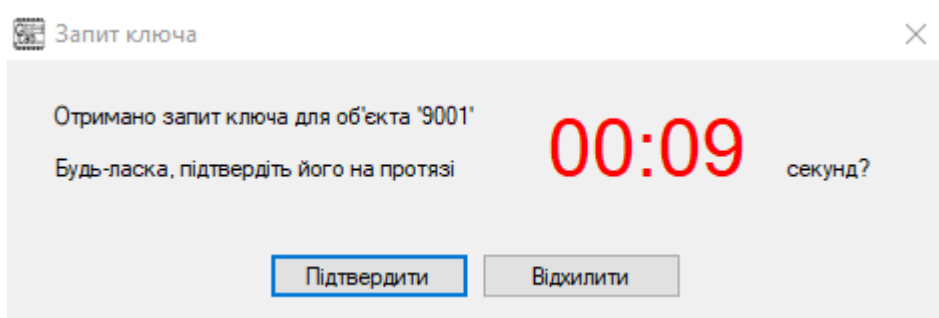 Запит ключа
Отримано запит ключа для об'єкта '9001'
Будь-ласка, підтвердіть його на протязі 00:09 секунд?
Підтвердити Відхилити